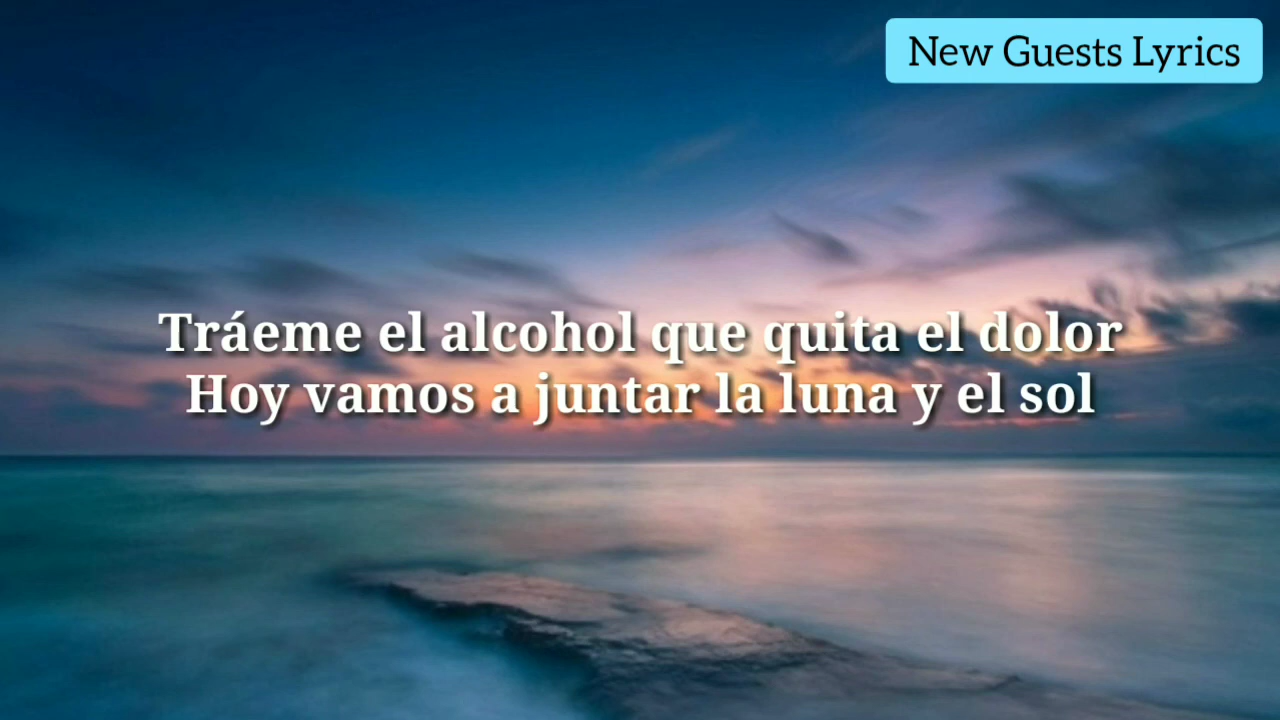 New Guests Lyrics
Tráeme el alcohol que quita el dolor
Hoy vamos a juntar la luna y el sol